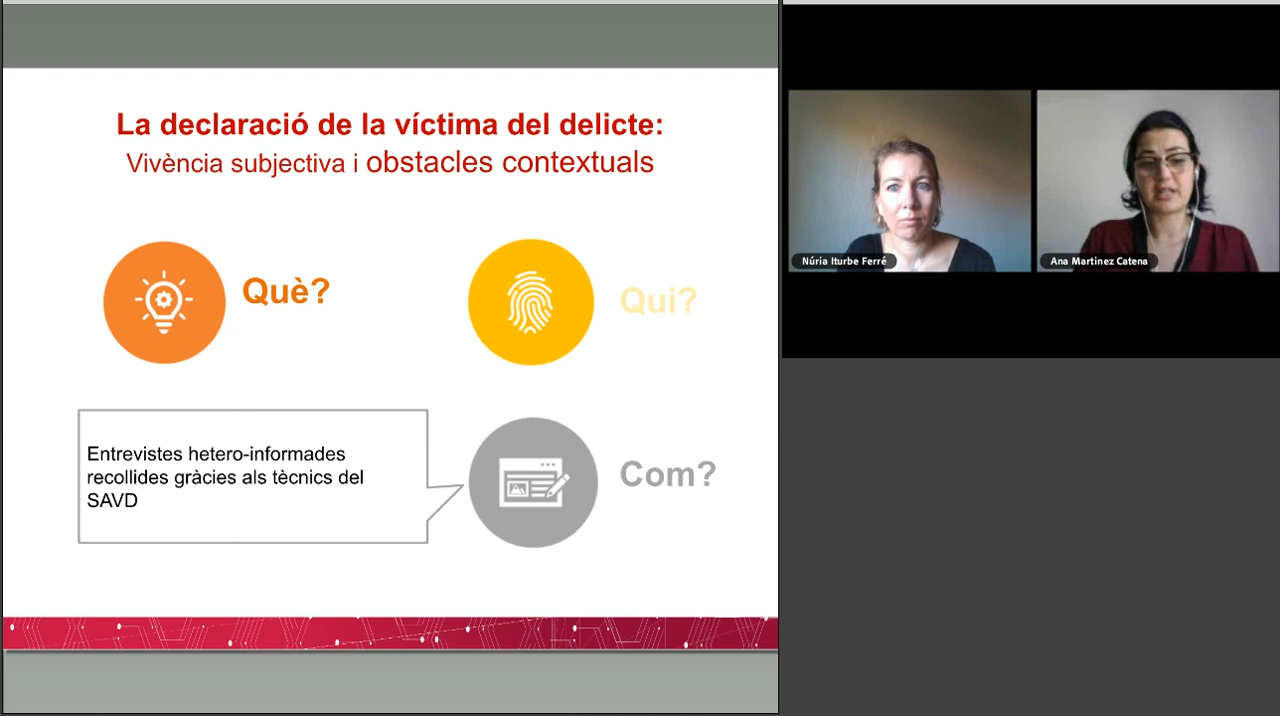 La declaració de la víctima del delicte:
Vivència subjectiva i obstacles contextuals
Què?
Qui?
Entrevistes hetero-informades
recollides gràcies als tècnics del
SAVD
Com?
Núria Iturbe Ferré
Ana Martinez Catena